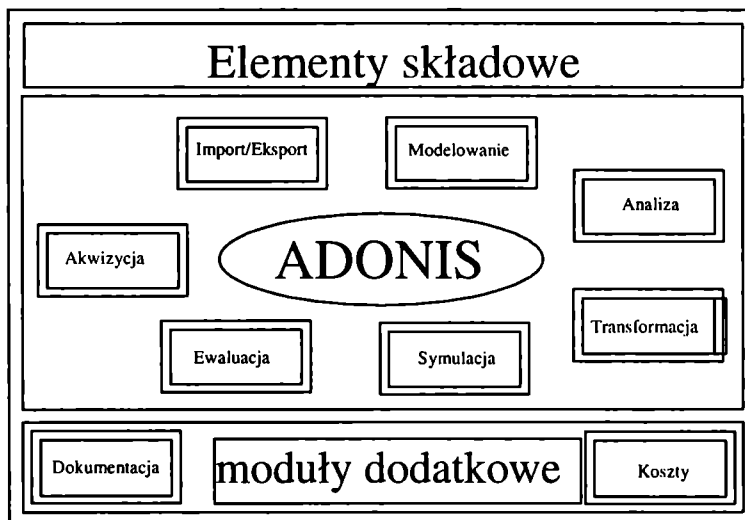 Elementy składowe
Import/Eksport
Modelowanie
Analiza
Akwizycja
ADONIS
Transformacja
Ewaluacja
Symulacja
Dokumentacja
moduły dodatkowe
Koszty